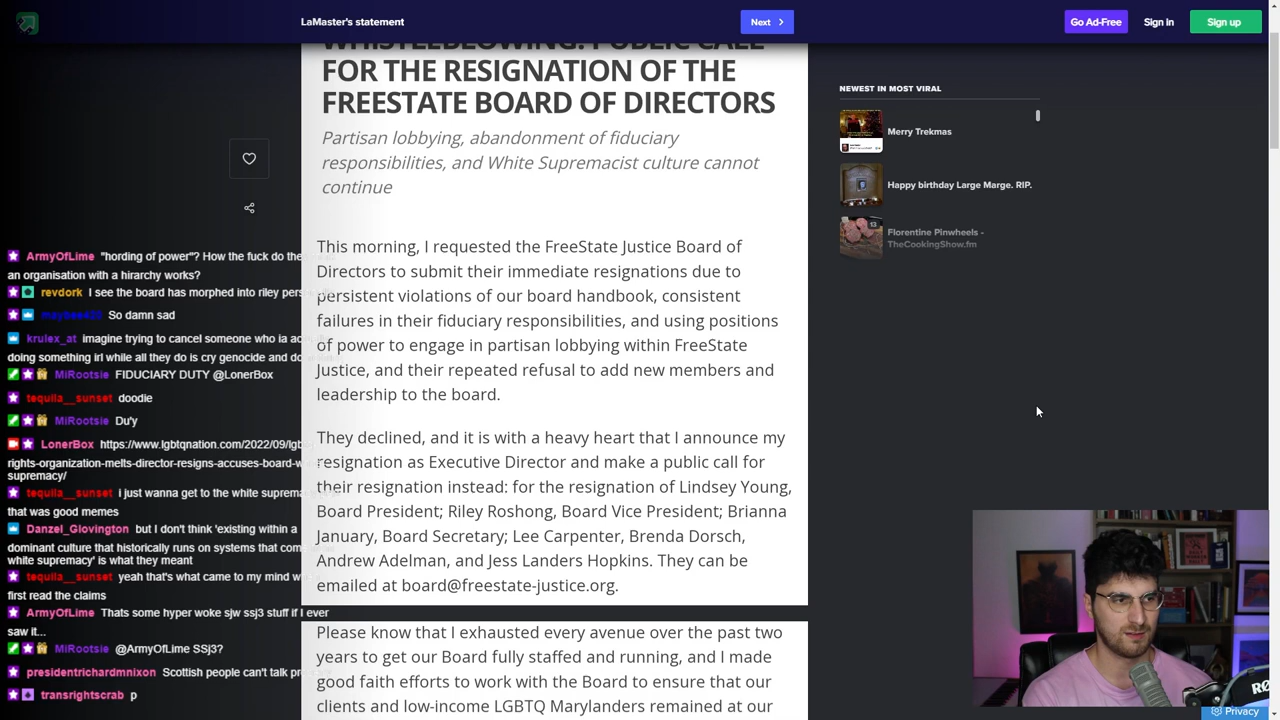 LaMaster's statement
Next
Go Ad-Free
Sign in
Sign up
WHISTLEBLOWING: PUBLIC CALL
FOR THE RESIGNATION OF THE
FREESTATE BOARD OF DIRECTORS
Partisan lobbying, abandonment of fiduciary
responsibilities, and White Supremacist culture cannot
continue
This morning, I requested the FreeState Justice Board of
Directors to submit their immediate resignations due to
persistent violations of our board handbook, consistent
failures in their fiduciary responsibilities, and using positions
of power to engage in partisan lobbying within FreeState
Justice, and their repeated refusal to add new members and
leadership to the board.
They declined, and it is with a heavy heart that I announce my
resignation as Executive Director and make a public call for
their resignation instead: for the resignation of Lindsey Young,
Board President; Riley Roshong, Board Vice President; Brianna
January, Board Secretary; Lee Carpenter, Brenda Dorsch,
Andrew Adelman, and Jess Landers Hopkins. They can be
emailed at board@freestate-justice.org.
Please know that I exhausted every avenue over the past two
years to get our Board fully staffed and running, and I made
good faith efforts to work with the Board to ensure that our
clients and low-income LGBTQ Marylanders remained at our
NEWEST IN MOST VIRAL
Merry Trekmas
Happy birthday Large Marge. RIP.
13
Florentine Pinwheels -
TheCookingShow.fm
ArmyOfLime "hording of power"? How the fuck to the
an organisation with a hirarchy works?
revdork I see the board has morphed into riley pers
So damn sad
krulex_at imagine trying to cancel someone who ia ac
doing something irl while all they do is cry genocide and do
MiRootsie FIDUCIARY DUTY @LonerBox
tequila__sunset doodie
MiRootsie Du'y
LonerBox https://www.lgbtqnation.com/2022/09/lgb
rights-organization-melts-director-resigns-accuses-board-w
supremacy/
tequila__sunset i just wanna get to the white suprema
that was good memes
Danzel_Glovington but I don't think 'existing within a
dominant culture that historically runs on systems that com
white supremacy' is what they meant
tequila__sunset yeah that's what came to my mind w
first read the claims
ArmyOfLime Thats some hyper woke sjw ssj3 stuff if I ever
saw it...
MiRootsie @ArmyOfLime SSj3?
presidentrichardmnixon Scottish people can't talk pr
transrightscrab p
Privacy